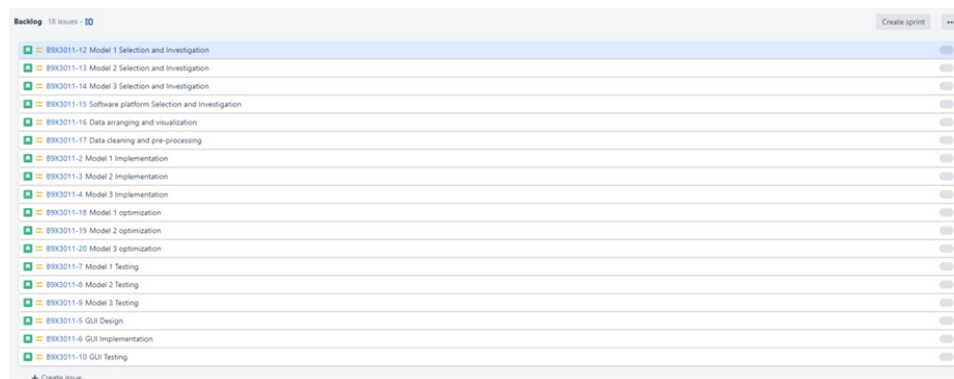 Backlog 18 issues - IO
Create sprint ...
B9X3011-12 Model 1 Selection and Investigation
B9X3011-13 Model 2 Selection and Investigation
B9X3011-14 Model 3 Selection and Investigation
B9X3011-15 Software platform Selection and Investigation
B9X3011-16 Data arranging and visualization
B9X3011-17 Data cleaning and pre-processing
B9X3011-2 Model 1 Implementation
B9X3011-3 Model 2 Implementation
B9X3011-4 Model 3 Implementation
B9X3011-18 Model 1 optimization
B9X3011-19 Model 2 optimization
B9X3011-20 Model 3 optimization
B9X3011-7 Model 1 Testing
B9X3011-8 Model 2 Testing
B9X3011-9 Model 3 Testing
B9X3011-5 GUI Design
B9X3011-6 GUI Implementation
B9X3011-10 GUI Testing
+ Create issue